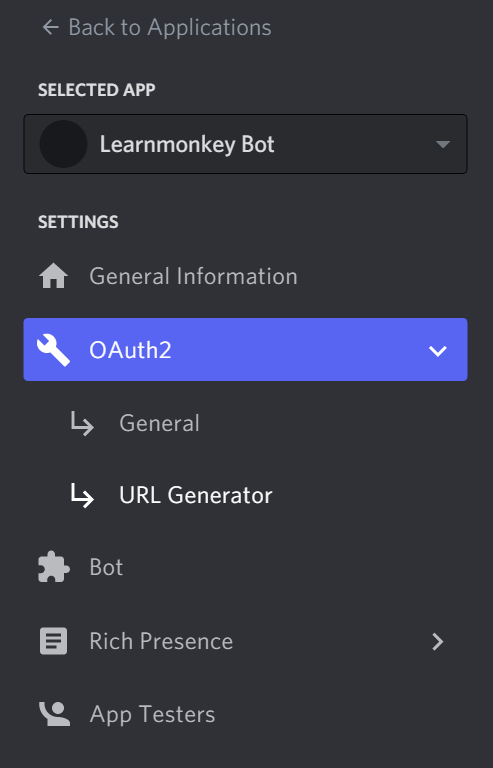 Back to Applications
SELECTED APP
Learnmonkey Bot
SETTINGS
General Information
OAuth2
General
URL Generator
Bot
Rich Presence
App Testers